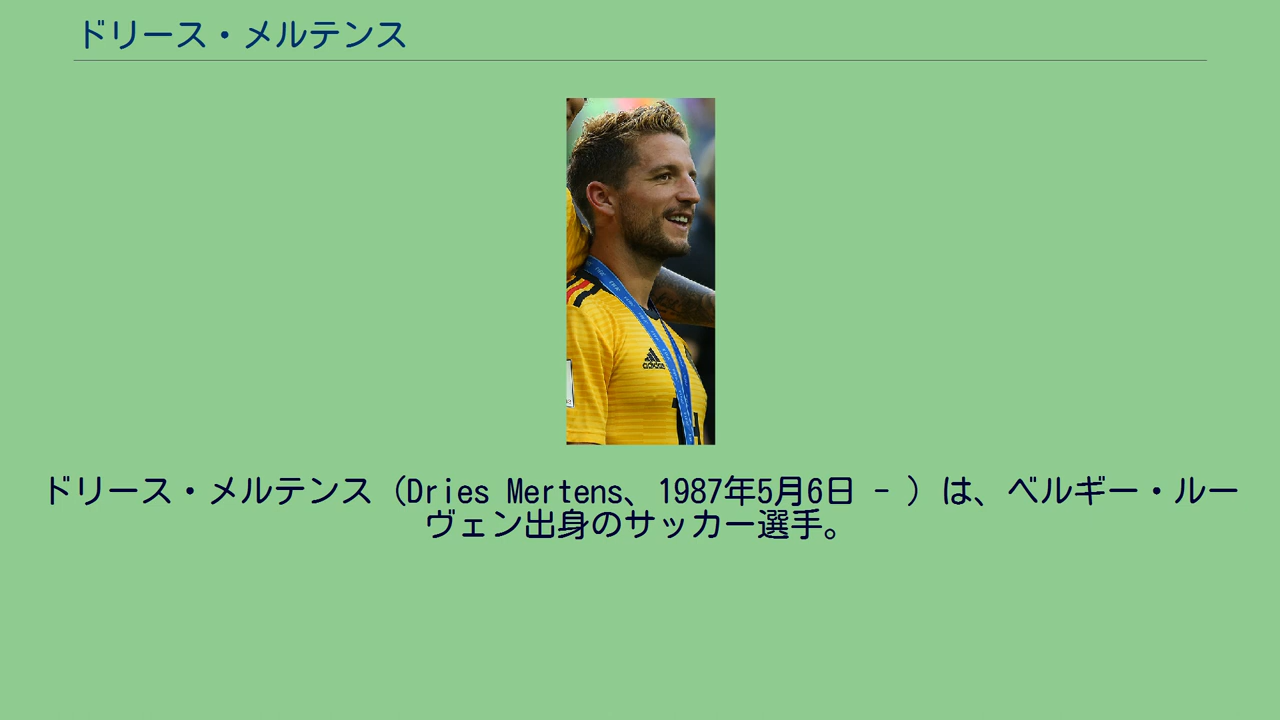 ドリース・メルテンス
adidas
14
ドリース・メルテンス（Dries Mertens、1987年5月6日 - ）は、ベルギー・ルー
ヴェン出身のサッカー選手。